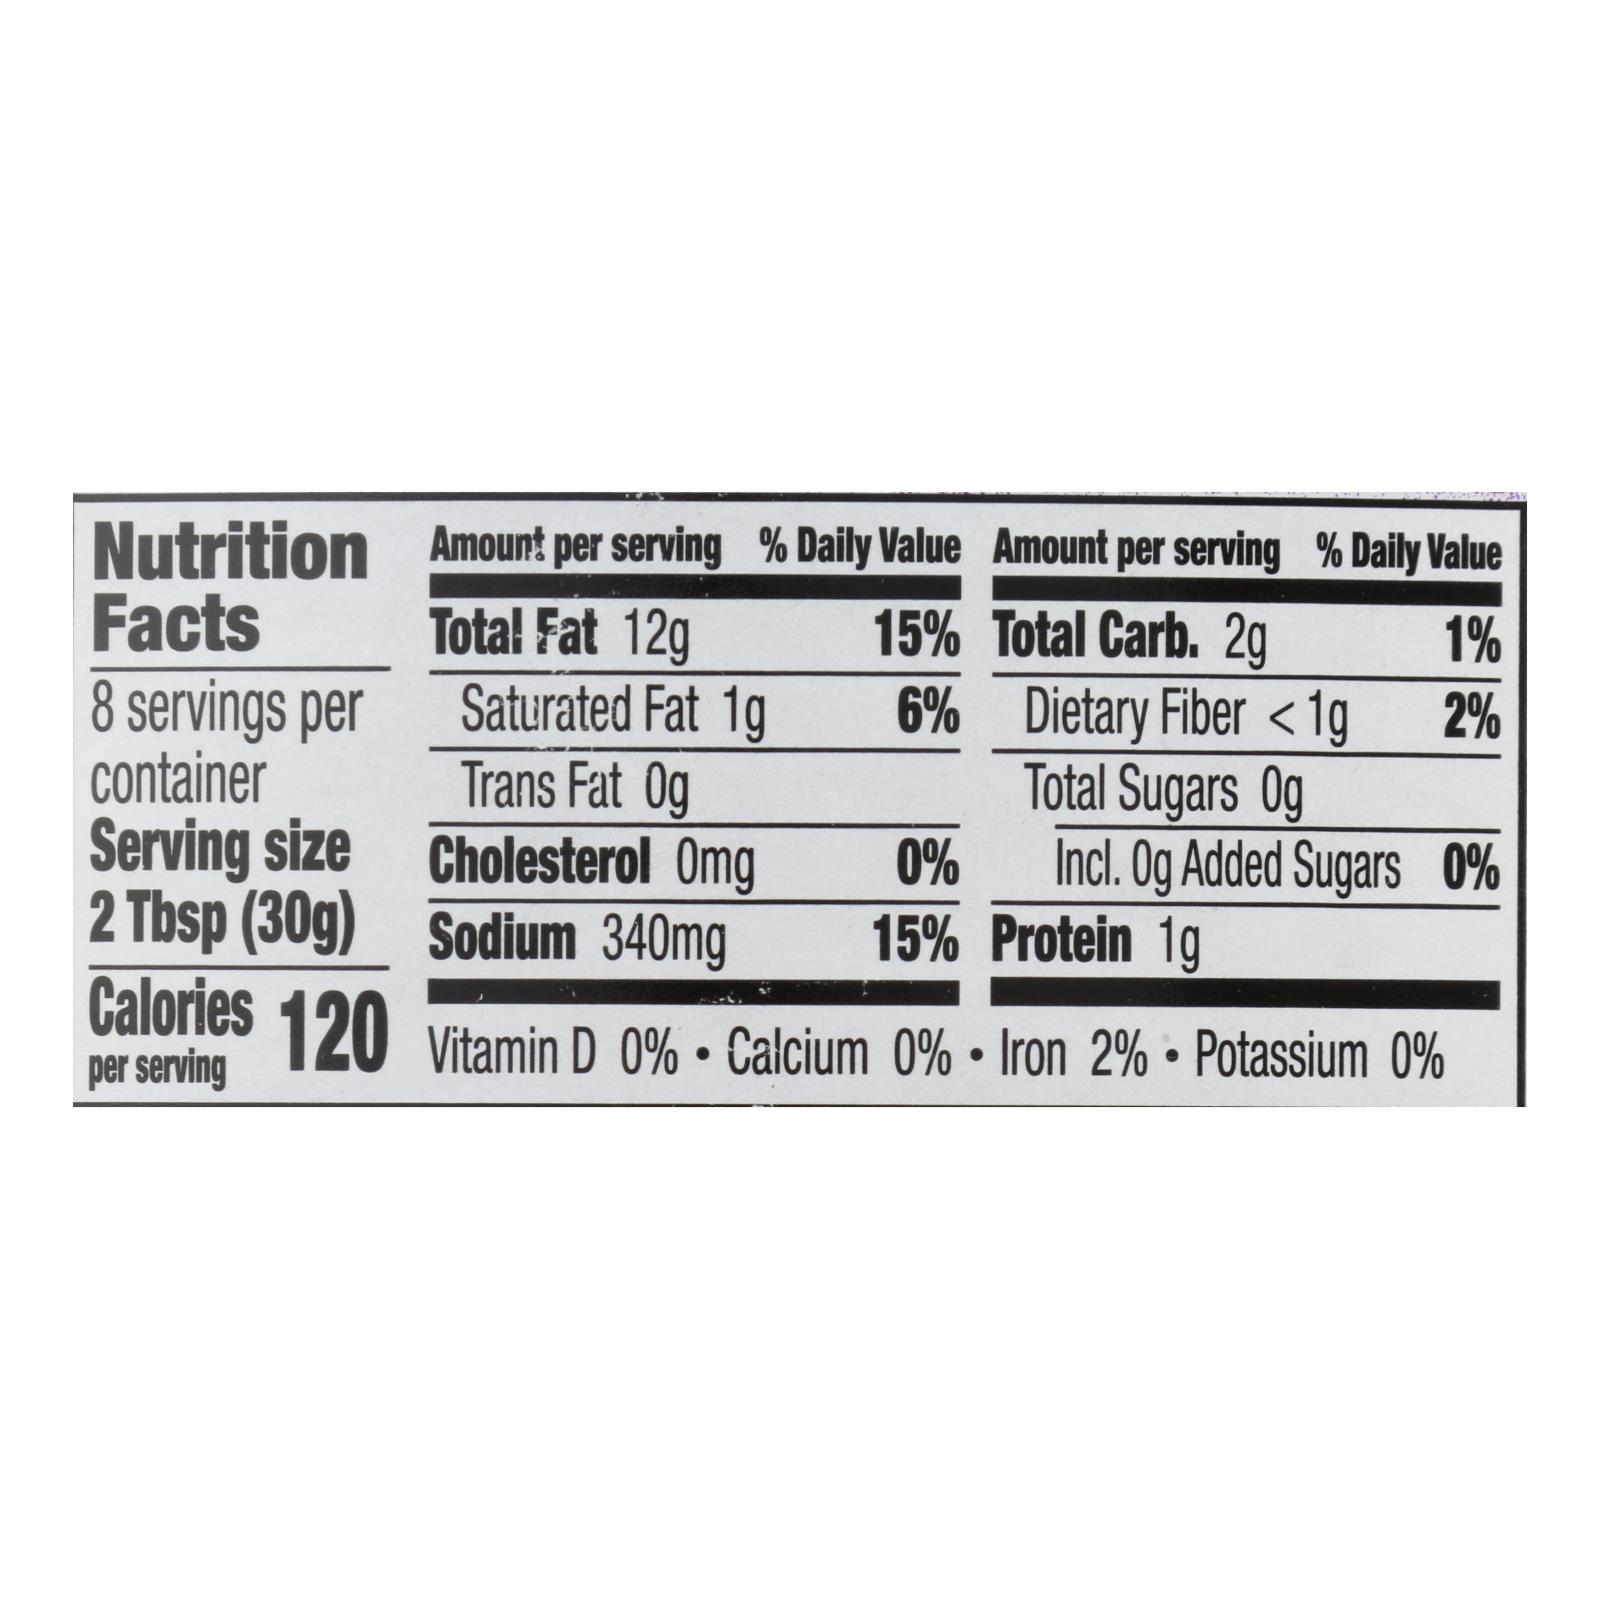 Nutrition
Facts
8 servings per
container
Serving size
2 Tbsp (30g)
Calories 120
per serving
Amount per serving % Daily Value
Total Fat 12g 15%
Saturated Fat 1g 6%
Trans Fat 0g
Cholesterol 0mg 0%
Sodium 340mg 15%
Amount per serving % Daily Value
Total Carb. 2g 1%
Dietary Fiber < 1g 2%
Total Sugars 0g
Incl. 0g Added Sugars 0%
Protein 1g
Vitamin D 0% • Calcium 0% • Iron 2% • Potassium 0%